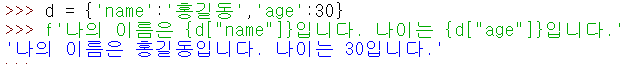 >>> d = {'name':'홍길동','age':30}
>>> f'나의 이름은 {d["name"]}입니다. 나이는 {d["age"]}입니다.'
'나의 이름은 홍길동입니다. 나이는 30입니다.'